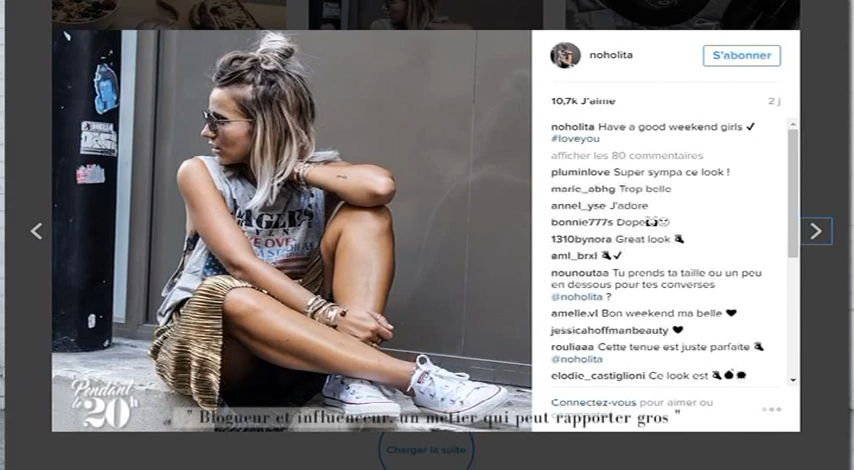 noholita
S'abonner
10,7k J'aime
2 j
noholita Have a good weekend girls ✔
#loveyou
afficher les 80 commentaires
pluminlove Super sympa ce look !
marie_abhg Trop belle
annel_yse J'adore
bonnie777s Dope
1310bynora Great look
aml_brxl
nounoutaa Tu prends ta taille ou un peu
en dessous pour tes converses
@noholita ?
amelie.vl Bon weekend ma belle ♥
jessicahoffmanbeauty ♥
rouliaaa Cette tenue est juste parfaite
@noholita
elodie_castiglioni Ce look est
Connectez-vous pour aimer ou
Pendant
le 20h
" Blogueur et influenceur, un métier qui peut rapporter gros "
Charger la suite